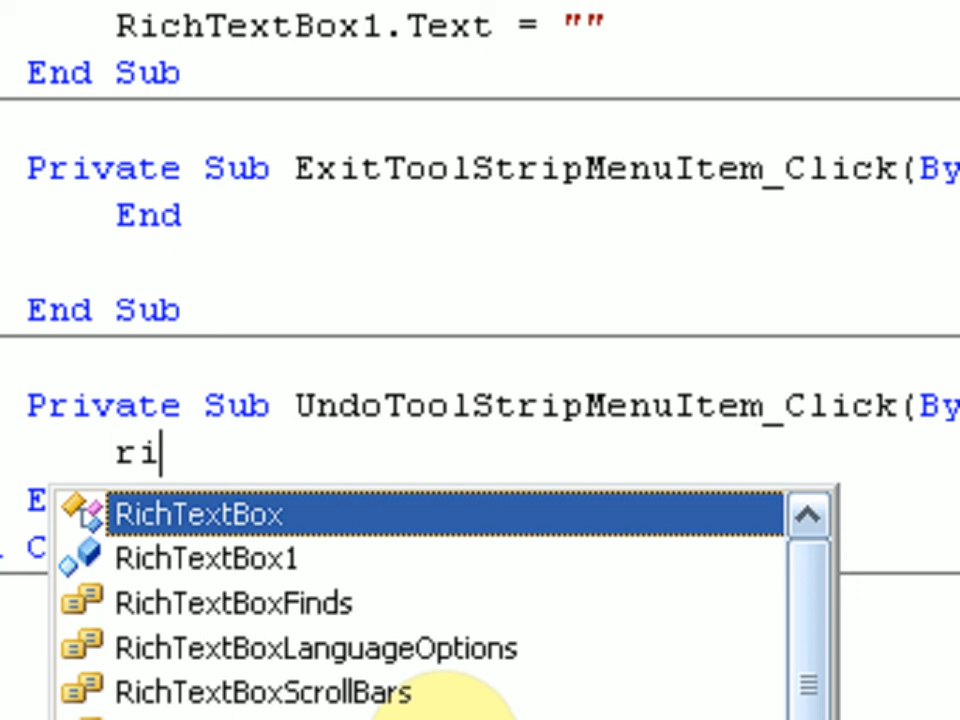 RichTextBox1.Text = ""
End Sub
Private Sub ExitToolStripMenuItem_Click(By
End
End Sub
Private Sub UndoToolStripMenuItem_Click(By
ri
E
RichTextBox
C
RichTextBox1
RichTextBoxFinds
RichTextBoxLanguageOptions
RichTextBoxScrollBars